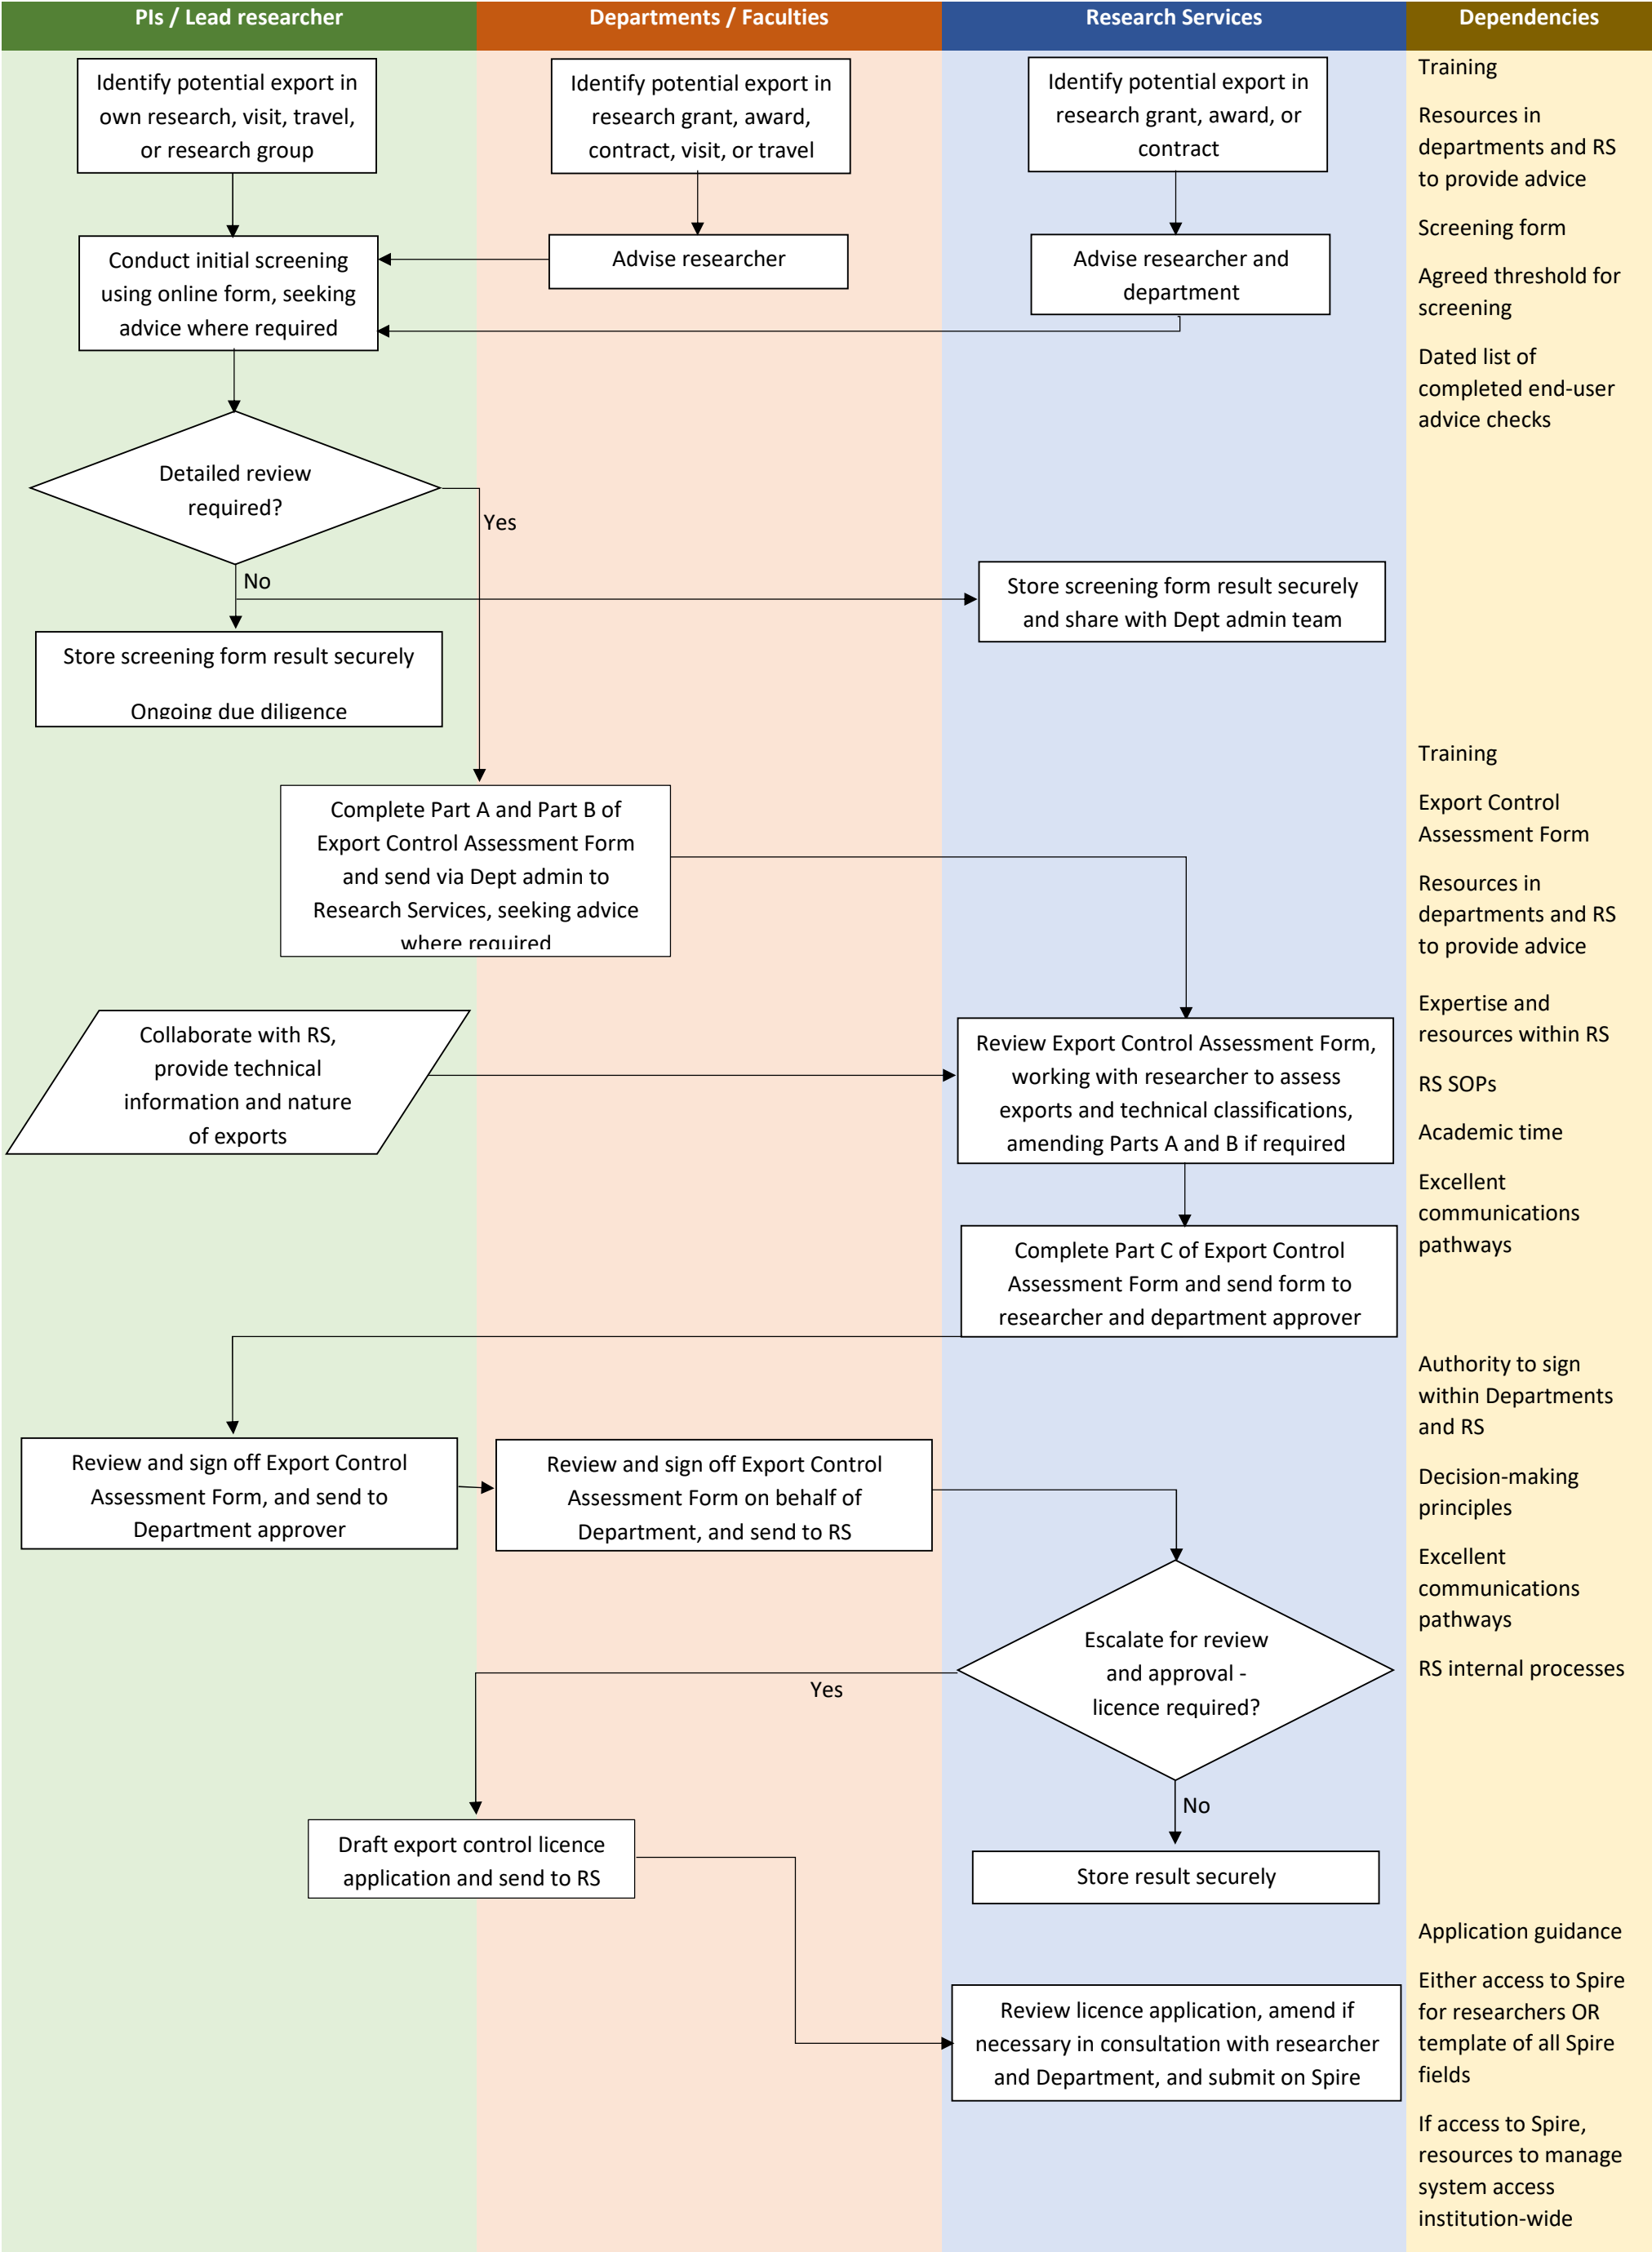 PIs / Lead researcher
Departments / Faculties
Research Services
Dependencies
Identify potential export in
own research, visit, travel,
or research group
Identify potential export in
research grant, award,
contract, visit, or travel
Identify potential export in
research grant, award, or
contract
Training
Resources in
departments and RS
to provide advice
Screening form
Agreed threshold for
screening
Dated list of
completed end-user
advice checks
Conduct initial screening
using online form, seeking
advice where required
Advise researcher
Advise researcher and
department
Detailed review
required?
Yes
No
Store screening form result securely
and share with Dept admin team
Store screening form result securely
Ongoing due diligence
Training
Export Control
Assessment Form
Resources in
departments and RS
to provide advice
Complete Part A and Part B of
Export Control Assessment Form
and send via Dept admin to
Research Services, seeking advice
where required
Expertise and
resources within RS
RS SOPs
Academic time
Excellent
communications
pathways
Collaborate with RS,
provide technical
information and nature
of exports
Review Export Control Assessment Form,
working with researcher to assess
exports and technical classifications,
amending Parts A and B if required
Complete Part C of Export Control
Assessment Form and send form to
researcher and department approver
Authority to sign
within Departments
and RS
Decision-making
principles
Excellent
communications
pathways
RS internal processes
Review and sign off Export Control
Assessment Form, and send to
Department approver
Review and sign off Export Control
Assessment Form on behalf of
Department, and send to RS
Escalate for review
and approval -
licence required?
Yes
No
Draft export control licence
application and send to RS
Store result securely
Application guidance
Either access to Spire
for researchers OR
template of all Spire
fields
If access to Spire,
resources to manage
system access
institution-wide
Review licence application, amend if
necessary in consultation with researcher
and Department, and submit on Spire